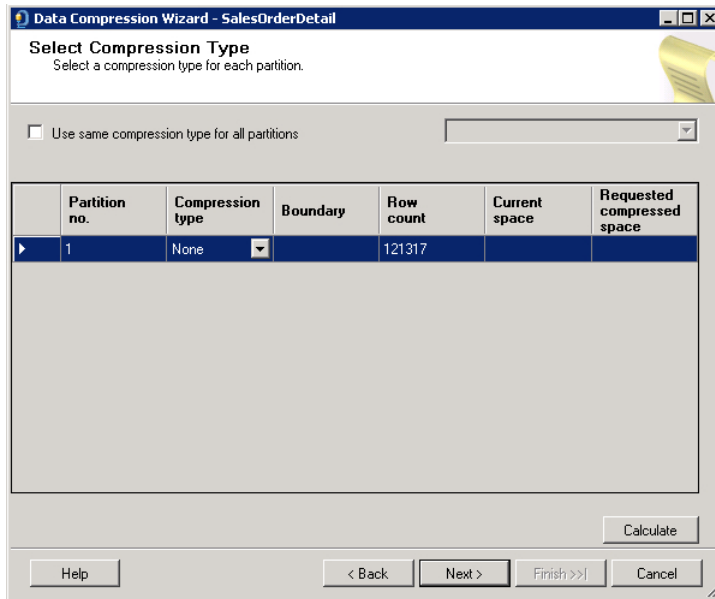 Data Compression Wizard - SalesOrderDetail
Select Compression Type
Select a compression type for each partition.
Use same compression type for all partitions
Partition no. Compression type Boundary Row count Current space Requested compressed space
1 None 121317
Calculate
Help < Back Next > Finish >>| Cancel